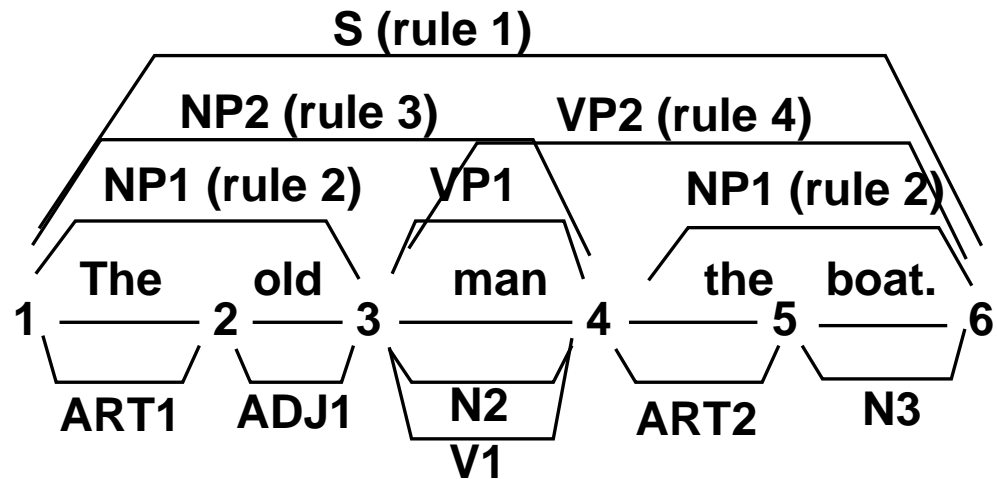 S (rule 1)
NP2 (rule 3) VP2 (rule 4)
NP1 (rule 2) VP1 NP1 (rule 2)
The old man the boat.
1 2 3 4 5 6
ART1 ADJ1 N2 ART2 N3
V1